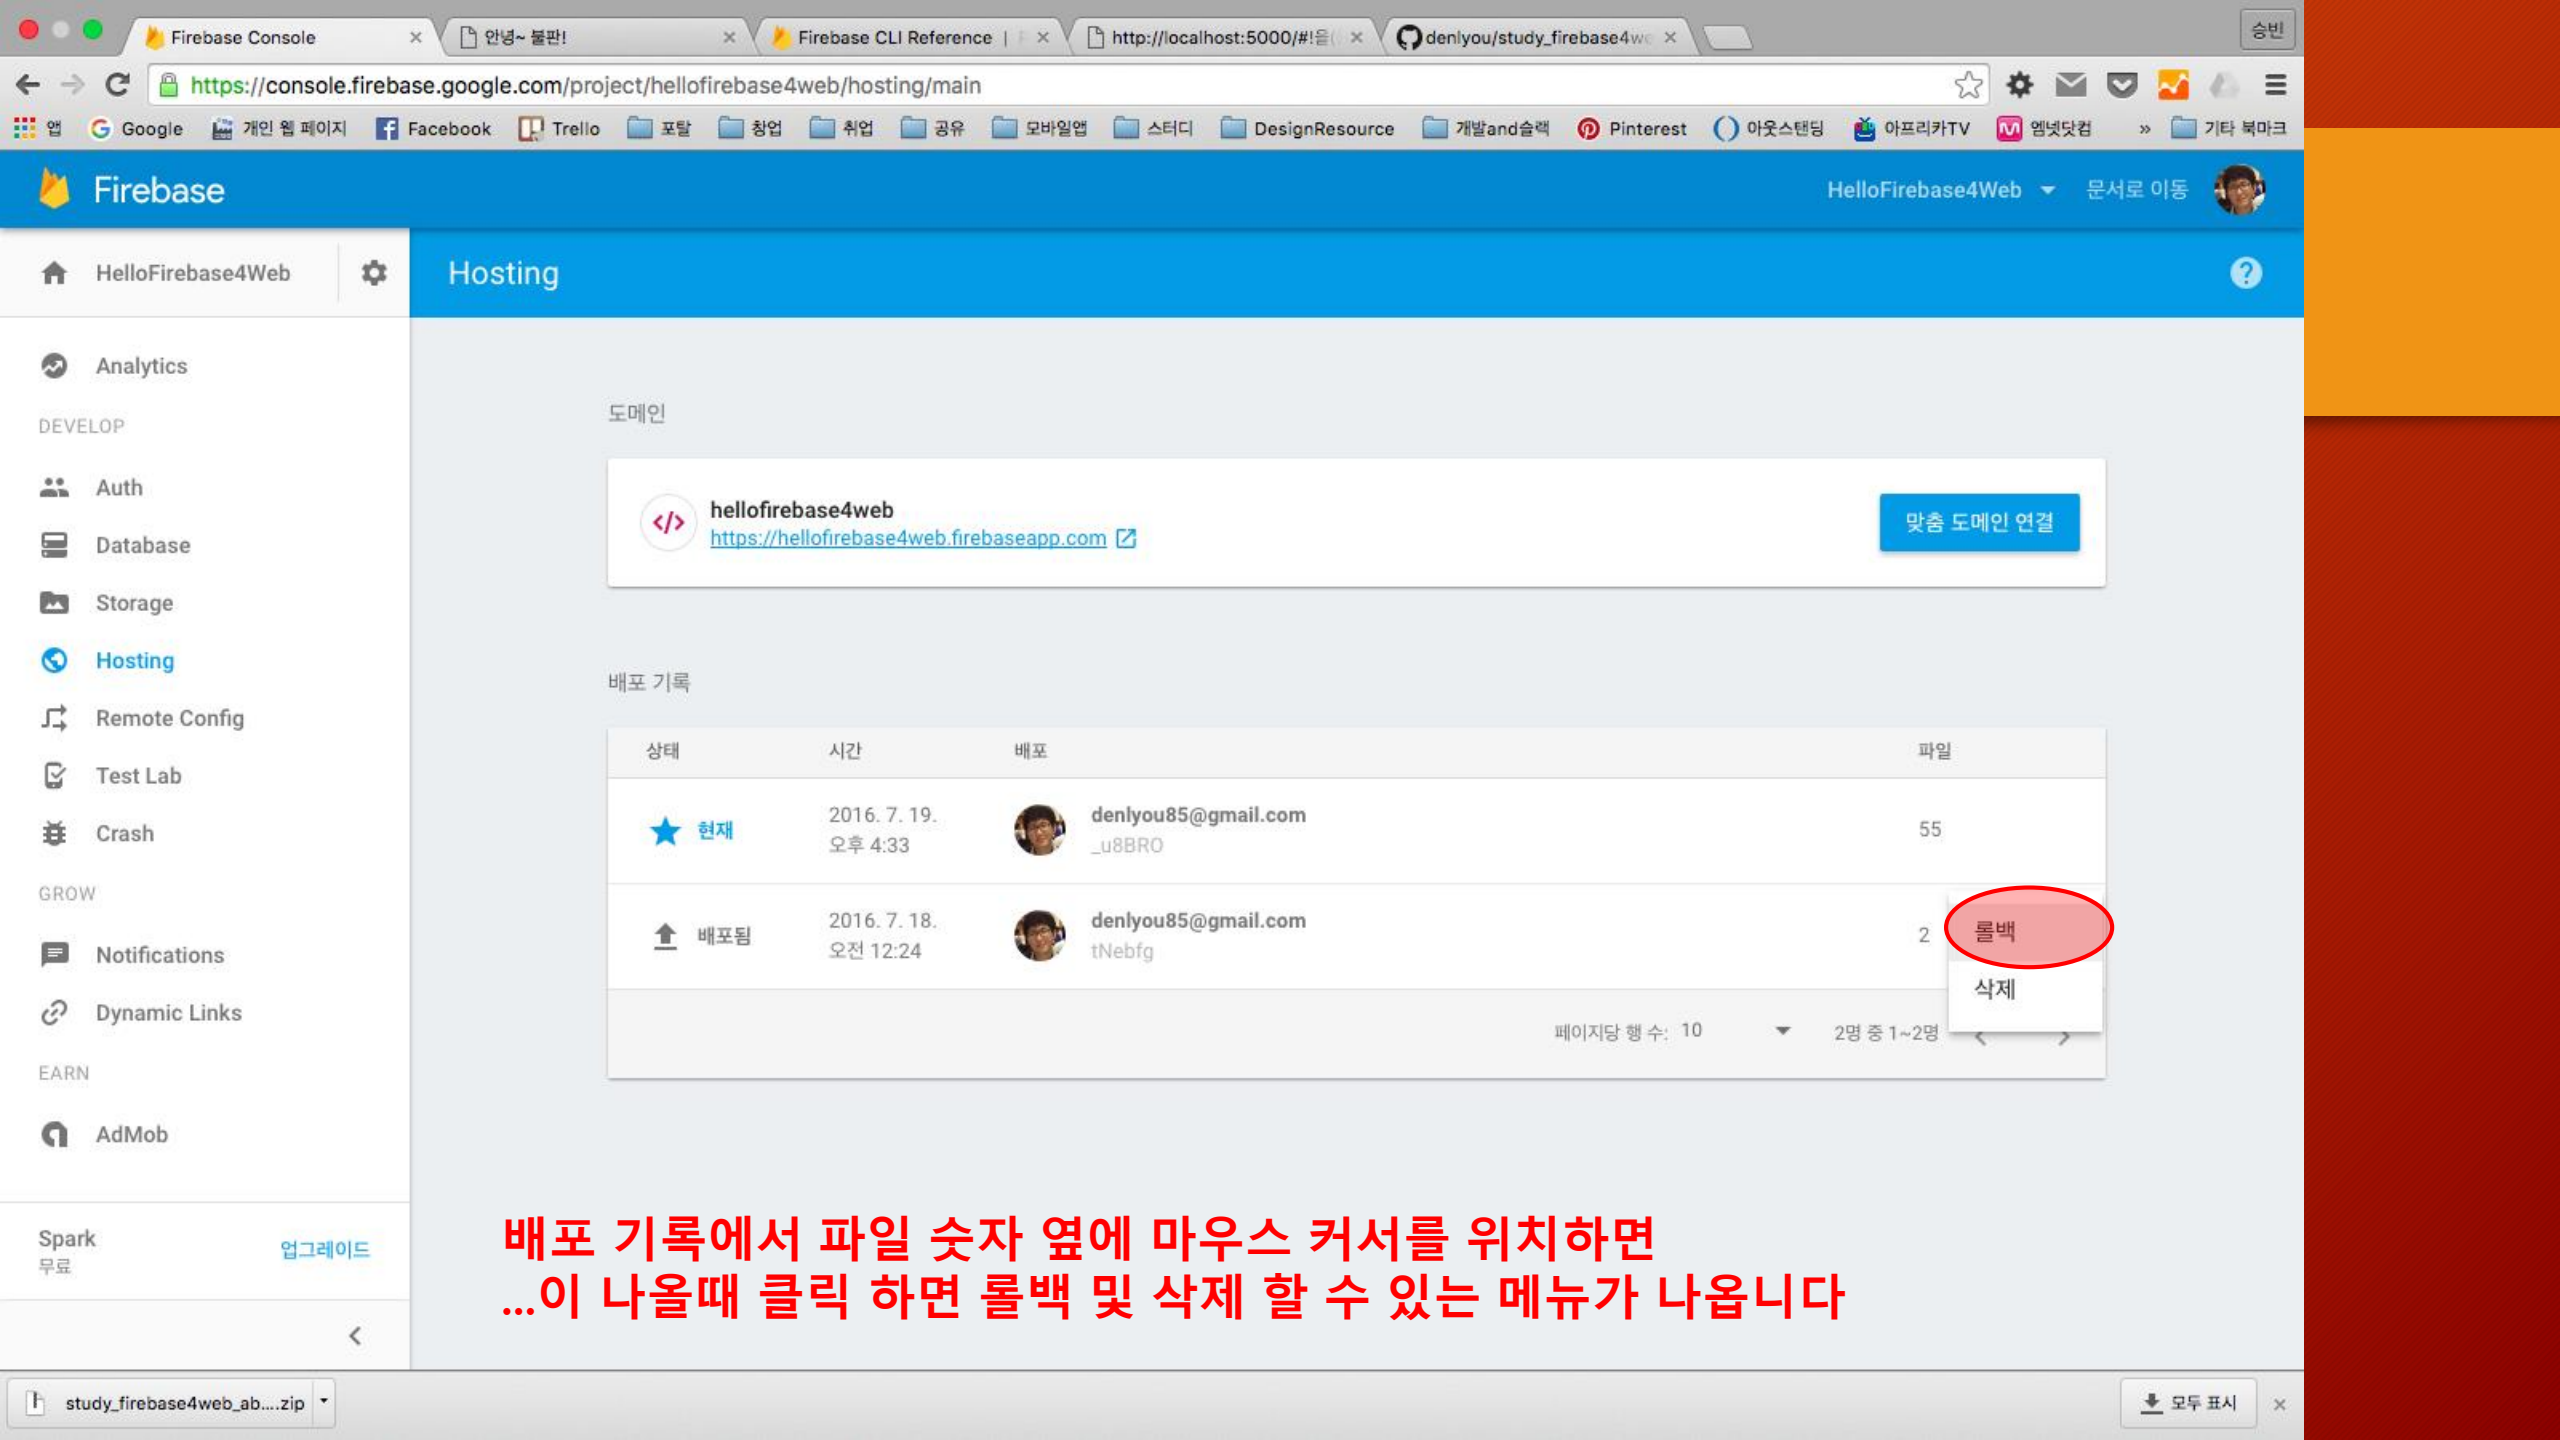 Firebase Console
안녕~ 불판!
Firebase CLI Reference |
http://localhost:5000/#!을(
denlyou/study_firebase4we
승빈
https://console.firebase.google.com/project/hellofirebase4web/hosting/main
앱 Google 개인 웹 페이지 Facebook Trello 포탈 창업 취업 공유 모바일앱 스터디 DesignResource 개발and슬랙 Pinterest 아웃스탠딩 아프리카TV 엠넷닷컴 » 기타 북마크
Firebase
HelloFirebase4Web 문서로 이동
HelloFirebase4Web
Hosting
Analytics
DEVELOP
Auth
Database
Storage
Hosting
Remote Config
Test Lab
Crash
GROW
Notifications
Dynamic Links
EARN
AdMob
Spark
무료
업그레이드
도메인
hellofirebase4web
https://hellofirebase4web.firebaseapp.com
맞춤 도메인 연결
배포 기록
상태 시간 배포 파일
현재
2016. 7. 19.
오후 4:33
denlyou85@gmail.com
_u8BRO
55
배포됨
2016. 7. 18.
오전 12:24
denlyou85@gmail.com
tNebfg
2
롤백
삭제
페이지당 행 수: 10 2명 중 1~2명
배포 기록에서 파일 숫자 옆에 마우스 커서를 위치하면
...이 나올때 클릭 하면 롤백 및 삭제 할 수 있는 메뉴가 나옵니다
study_firebase4web_ab....zip
모두 표시